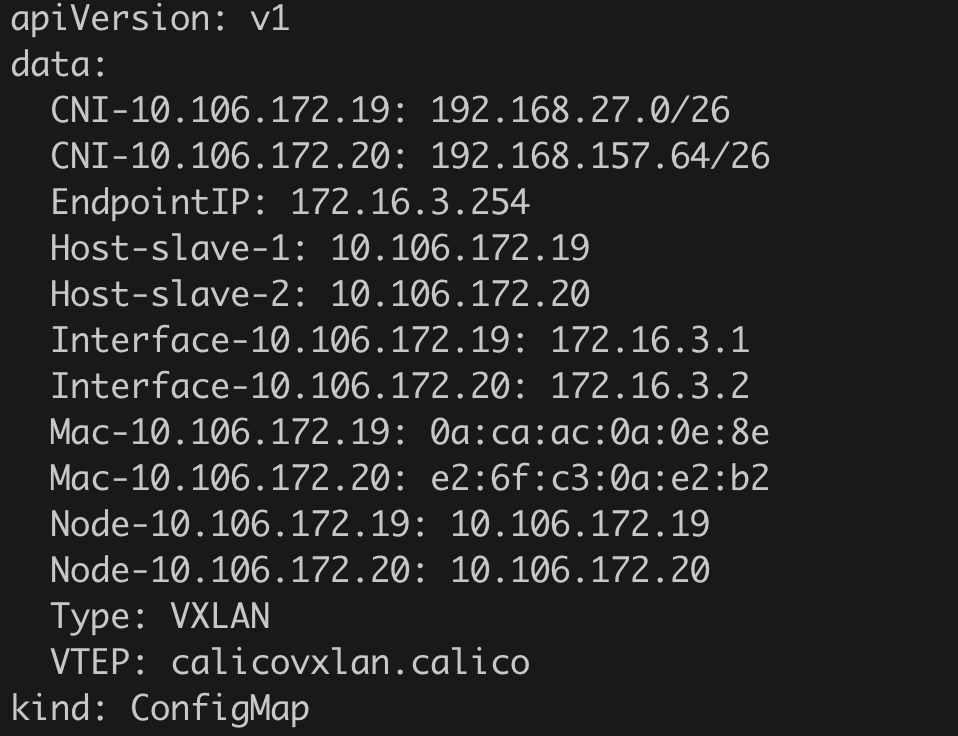 apiVersion: v1
data:
  CNI-10.106.172.19: 192.168.27.0/26
  CNI-10.106.172.20: 192.168.157.64/26
  EndpointIP: 172.16.3.254
  Host-slave-1: 10.106.172.19
  Host-slave-2: 10.106.172.20
  Interface-10.106.172.19: 172.16.3.1
  Interface-10.106.172.20: 172.16.3.2
  Mac-10.106.172.19: 0a:ca:ac:0a:0e:8e
  Mac-10.106.172.20: e2:6f:c3:0a:e2:b2
  Node-10.106.172.19: 10.106.172.19
  Node-10.106.172.20: 10.106.172.20
  Type: VXLAN
  VTEP: calicovxlan.calico
kind: ConfigMap